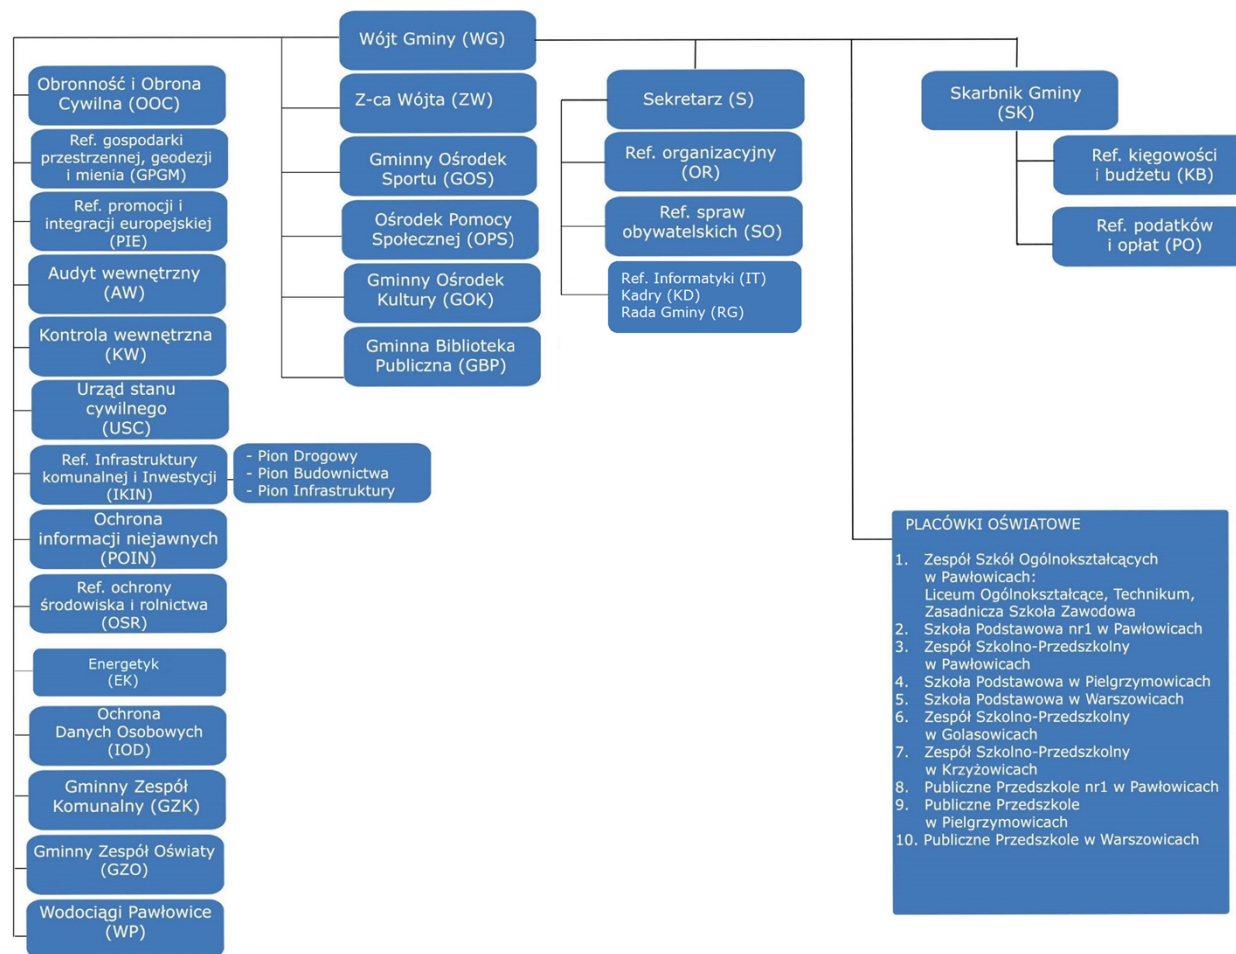 Wójt Gminy (WG)
Obronność i Obrona
Cywilna (OOC)
Ref. gospodarki
przestrzennej, geodezji
i mienia (GPGM)
Ref. promocji i
integracji europejskiej
(PIE)
Audyt wewnętrzny
(AW)
Kontrola wewnętrzna
(KW)
Urząd stanu
cywilnego
(USC)
Ref. Infrastruktury
komunalnej i Inwestycji
(IKIN)
- Pion Drogowy
- Pion Budownictwa
- Pion Infrastruktury
Ochrona
informacji niejawnych
(POIN)
Ref. ochrony
środowiska i rolnictwa
(OSR)
Energetyk
(EK)
Ochrona
Danych Osobowych
(IOD)
Gminny Zespół
Komunalny (GZK)
Gminny Zespół Oświaty
(GZO)
Wodociągi Pawłowice
(WP)
Z-ca Wójta (ZW)
Gminny Ośrodek
Sportu (GOS)
Ośrodek Pomocy
Społecznej (OPS)
Gminny Ośrodek
Kultury (GOK)
Gminna Biblioteka
Publiczna (GBP)
Sekretarz (S)
Ref. organizacyjny
(OR)
Ref. spraw
obywatelskich (SO)
Ref. Informatyki (IT)
Kadry (KD)
Rada Gminy (RG)
Skarbnik Gminy
(SK)
Ref. kięgowości
i budżetu (KB)
Ref. podatków
i opłat (PO)
PLACÓWKI OŚWIATOWE
1. Zespół Szkół Ogólnokształcących
w Pawłowicach:
Liceum Ogólnokształcące, Technikum,
Zasadnicza Szkoła Zawodowa
2. Szkoła Podstawowa nr1 w Pawłowicach
3. Zespół Szkolno-Przedszkolny
w Pawłowicach
4. Szkoła Podstawowa w Pielgrzymowicach
5. Szkoła Podstawowa w Warszowicach
6. Zespół Szkolno-Przedszkolny
w Golasowicach
7. Zespół Szkolno-Przedszkolny
w Krzyżowicach
8. Publiczne Przedszkole nr1 w Pawłowicach
9. Publiczne Przedszkole
w Pielgrzymowicach
10. Publiczne Przedszkole w Warszowicach